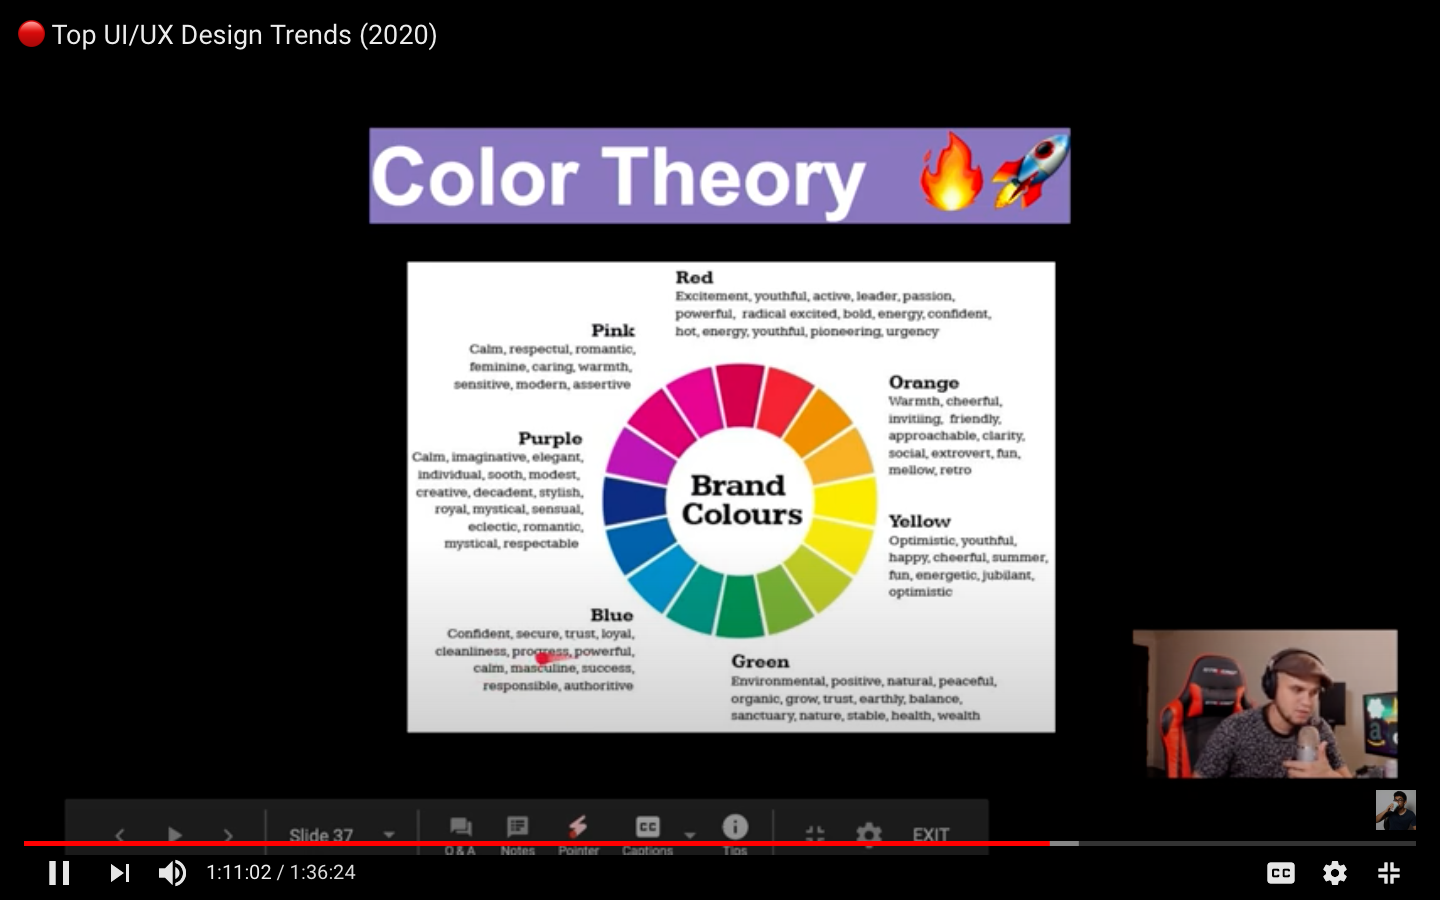 Top UI/UX Design Trends (2020)
Color Theory
Red
Excitement, youthful, active, leader, passion,
powerful, radical excited, bold, energy, confident,
hot, energy, youthful, pioneering, urgency
Pink
Calm, respectul, romantic,
feminine, caring, warmth,
sensitive, modern, assertive
Orange
Warmth, cheerful,
invitiing, friendly,
approachable, clarity,
social, extrovert, fun,
mellow, retro
Purple
Calm, imaginative, elegant,
individual, sooth, modest,
creative, decadent, stylish,
royal, mystical, sensual,
eclectic, romantic,
mystical, respectable
Brand
Colours
Yellow
Optimistic, youthful,
happy, cheerful, summer,
fun, energetic, jubilant,
optimistic
Blue
Confident, secure, trust, loyal,
cleanliness, progress, powerful,
calm, masculine, success,
responsible, authoritive
Green
Environmental, positive, natural, peaceful,
organic, grow, trust, earthly, balance,
sanctuary, nature, stable, health, wealth
Slide 37
Q & A
Notes
Pointer
CC
Captions
Tips
EXIT
1:11:02 / 1:36:24
CC